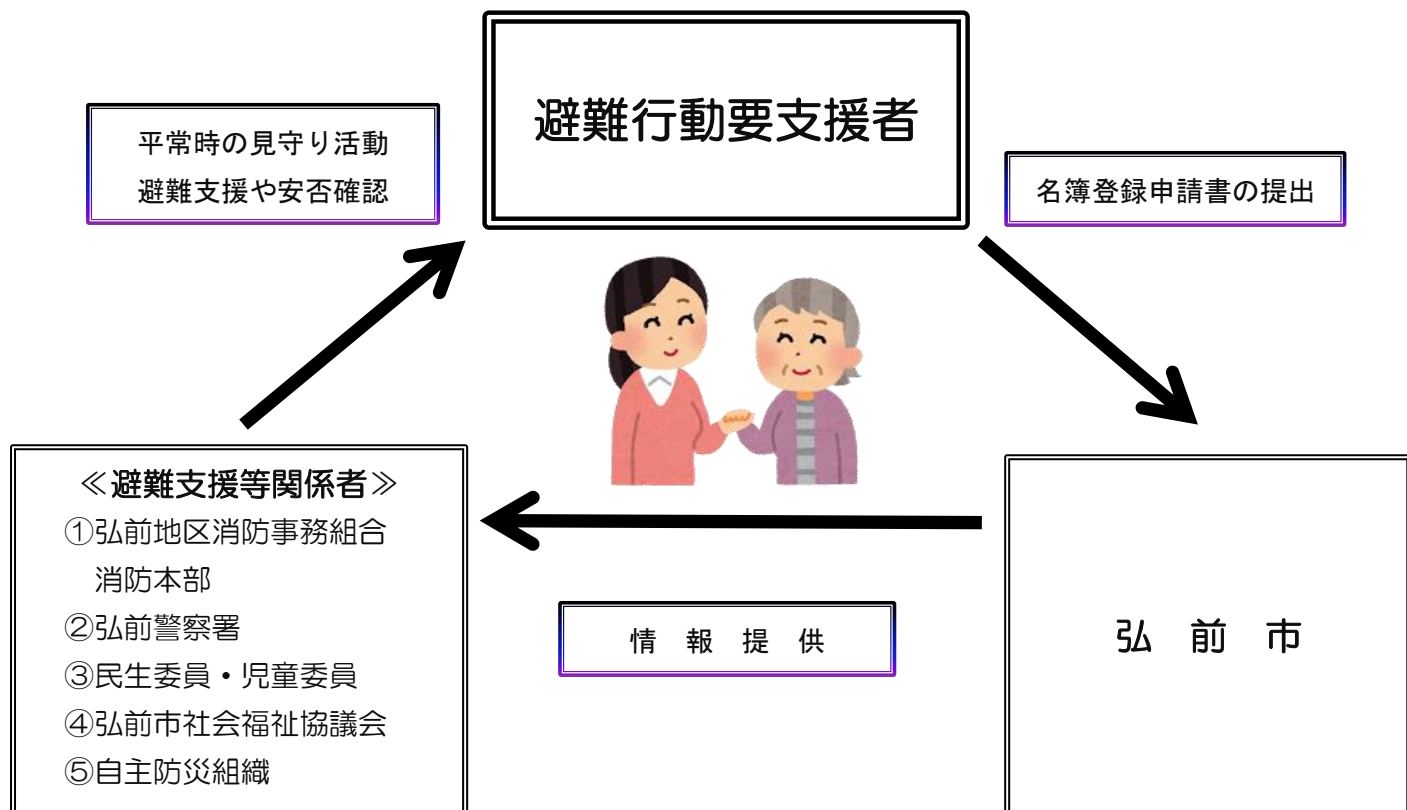 避難行動要支援者
平常時の見守り活動
避難支援や安否確認
名簿登録申請書の提出
≪避難支援等関係者≫
①弘前地区消防事務組合
消防本部
②弘前警察署
③民生委員・児童委員
④弘前市社会福祉協議会
⑤自主防災組織
情 報 提 供
弘 前 市